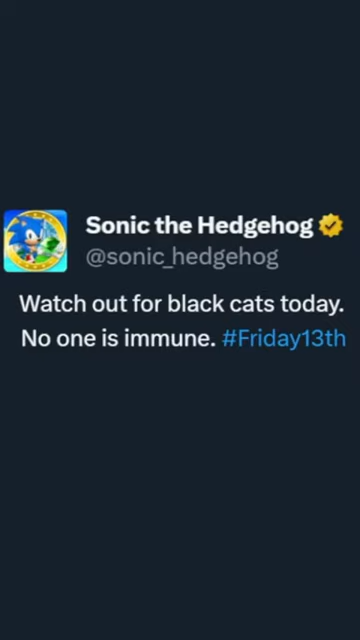 Sonic the Hedgehog
@sonic_hedgehog
Watch out for black cats today.
No one is immune. #Friday13th